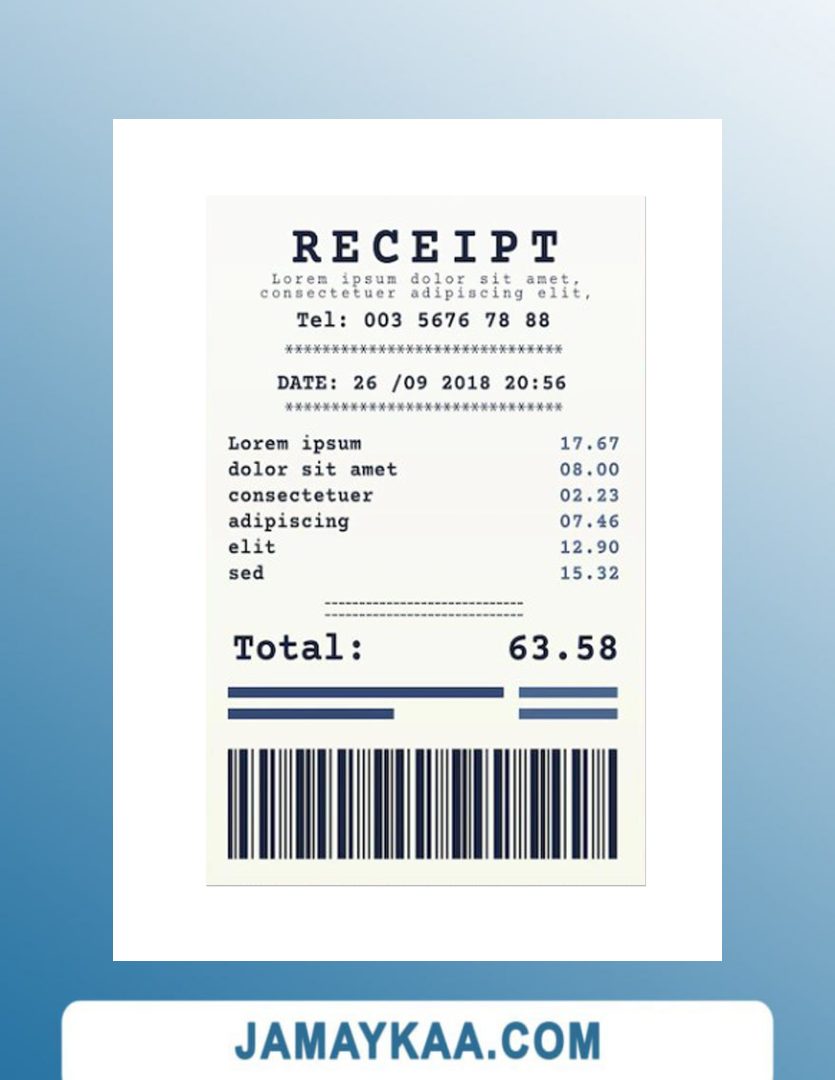 RECEIPT
Lorem ipsum dolor sit amet,
consectetuer adipiscing elit,
Tel: 003 5676 78 88
******************************
DATE: 26 /09 2018 20:56
******************************
Lorem ipsum 17.67
dolor sit amet 08.00
consectetuer 02.23
adipiscing 07.46
elit 12.90
sed 15.32
Total: 63.58
JAMAYKAA.COM